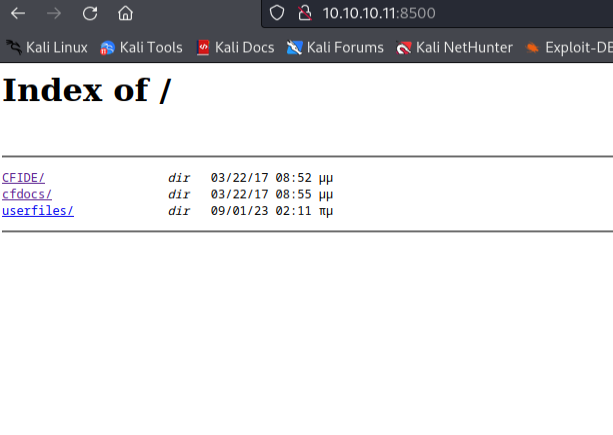 10.10.10.11:8500
Kali Linux Kali Tools Kali Docs Kali Forums Kali NetHunter Exploit-DB
Index of /
CFIDE/ dir 03/22/17 08:52 μμ
cfdocs/ dir 03/22/17 08:55 μμ
userfiles/ dir 09/01/23 02:11 πμ